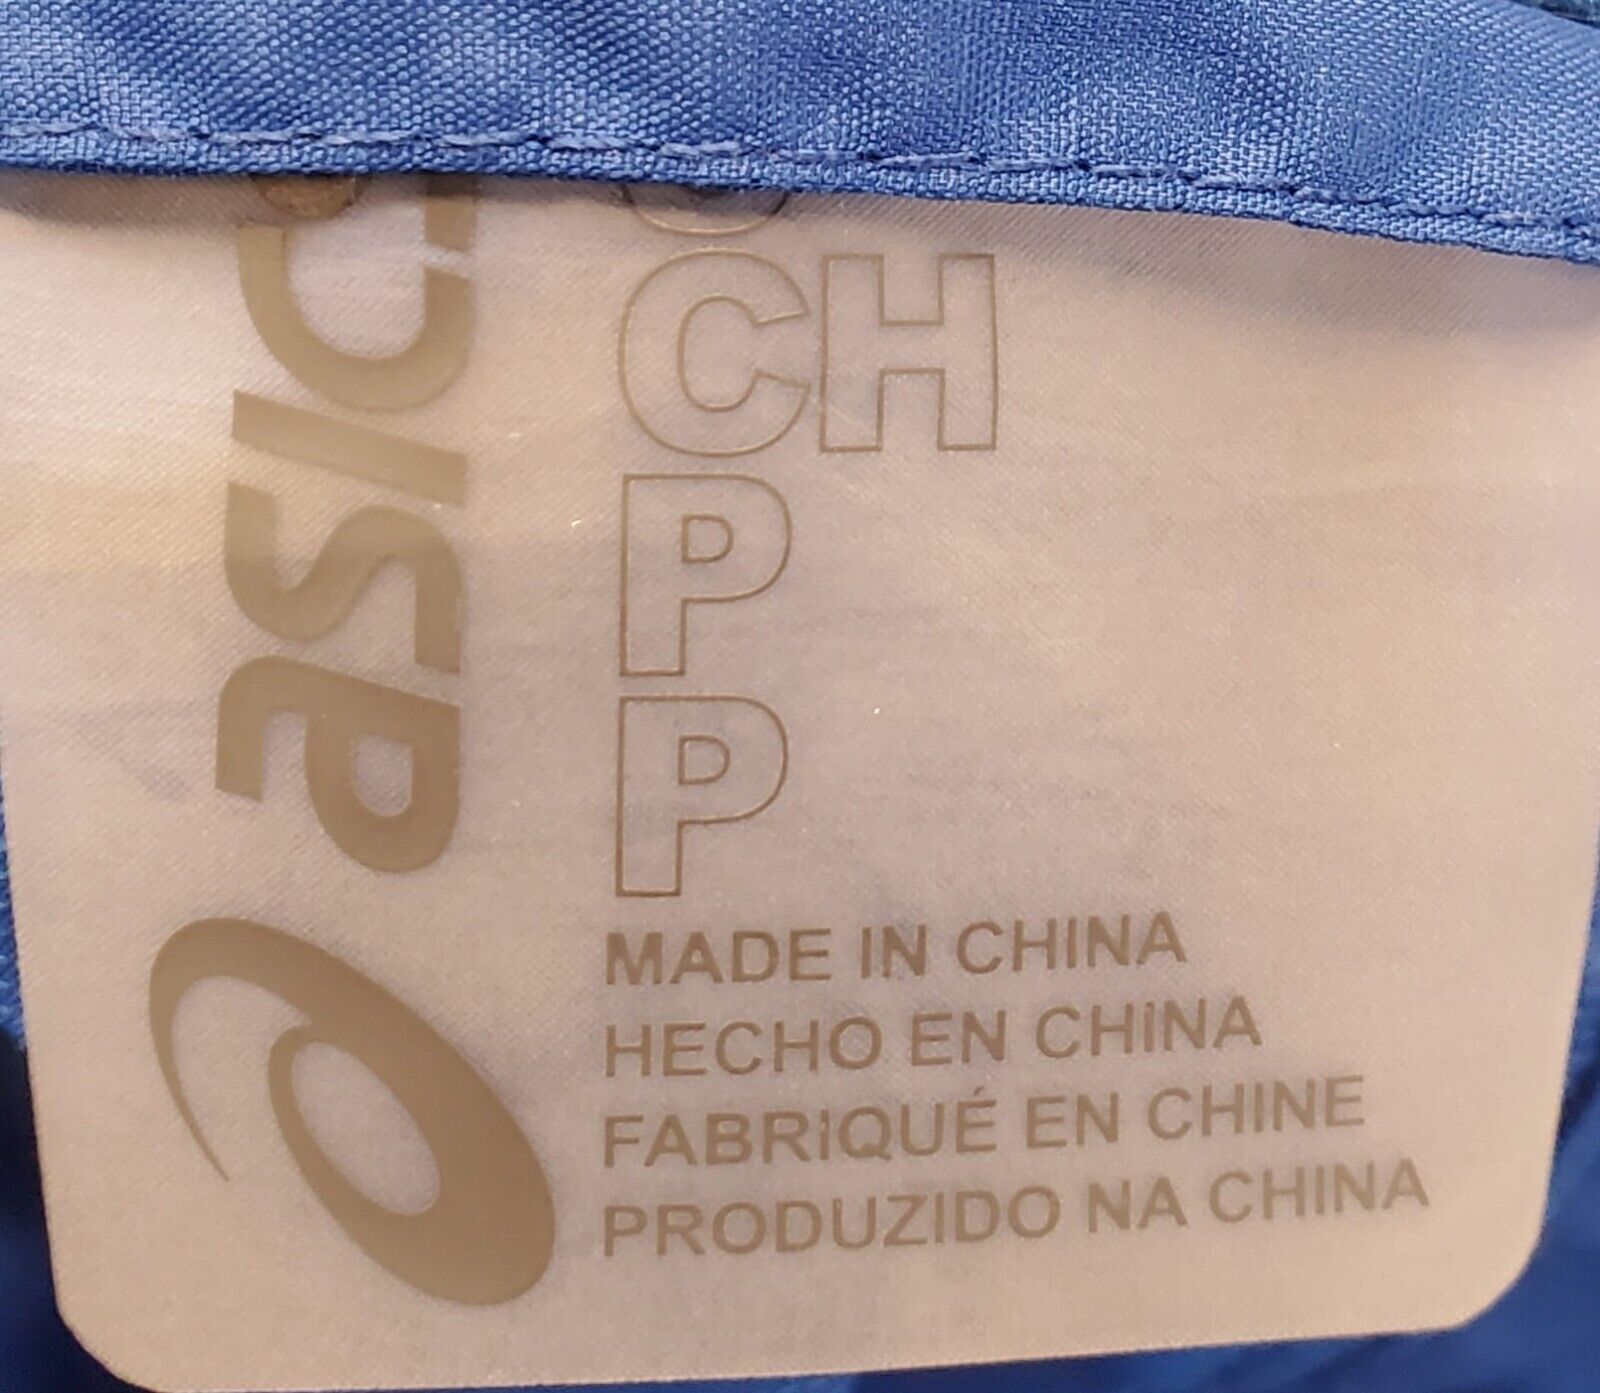 asics
CH
P
P
MADE IN CHINA
HECHO EN CHINA
FABRIQUÉ EN CHINE
PRODUZIDO NA CHINA